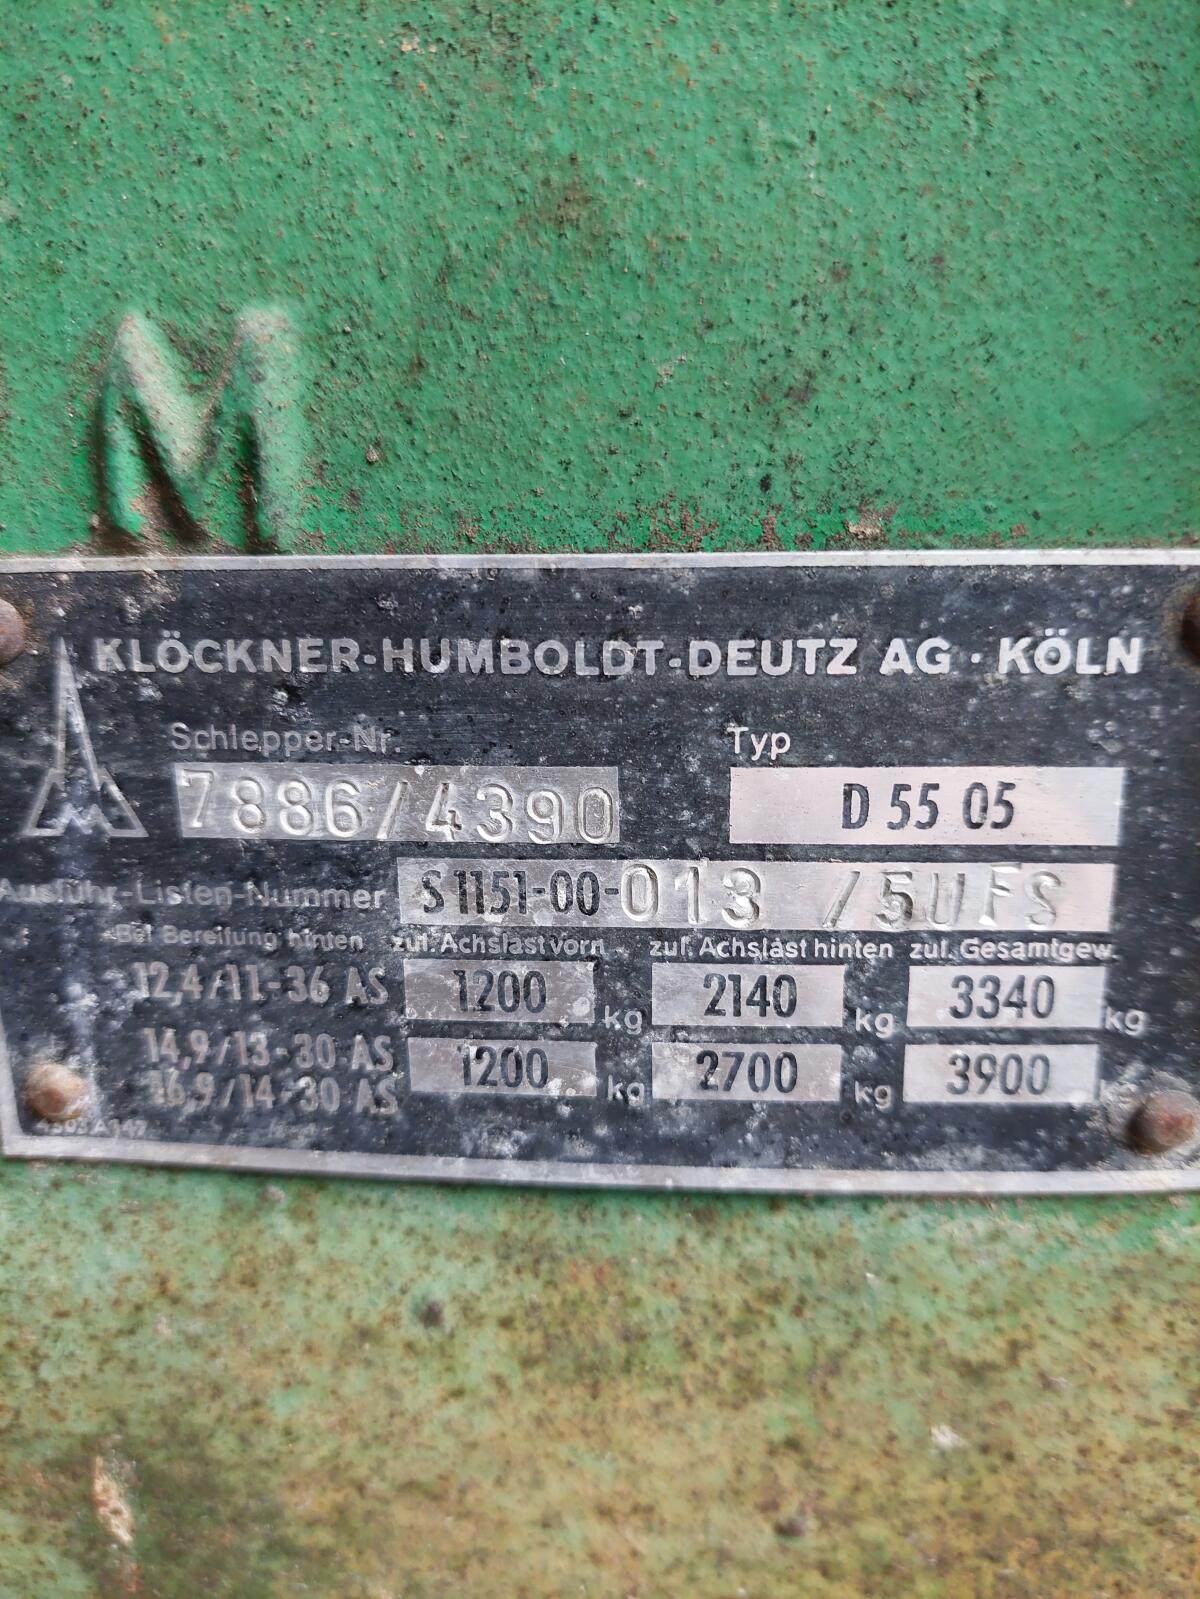 M
KLÖCKNER-HUMBOLDT-DEUTZ AG · KÖLN
Schlepper-Nr. Typ
7886/4390 D 55 05
Ausführ-Listen-Nummer S 1151-00-013 /5UFS
Bei Bereifung hinten zul. Achslast vorn zul. Achslast hinten zul. Gesamtgew.
12,4/11-36 AS 1200 kg 2140 kg 3340 kg
14,9/13-30 AS 1200 kg 2700 kg 3900
16,9/14-30 AS